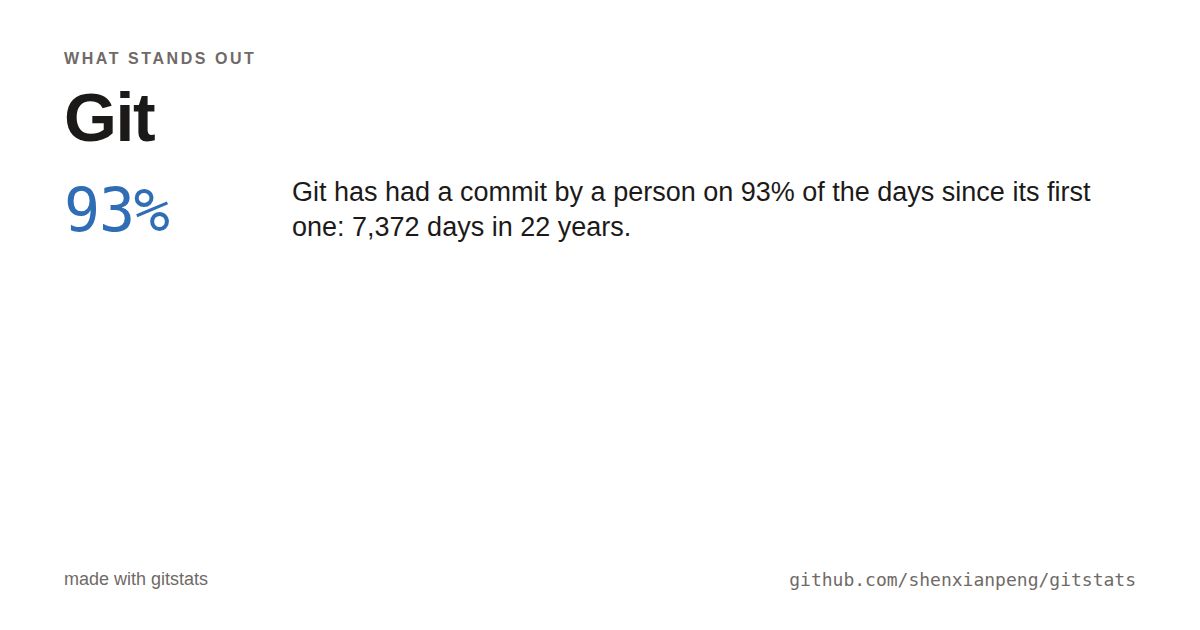 WHAT STANDS OUT
Git
93%
Git has had a commit by a person on 93% of the days since its first
one: 7,372 days in 22 years.
made with gitstats
github.com/shenxianpeng/gitstats